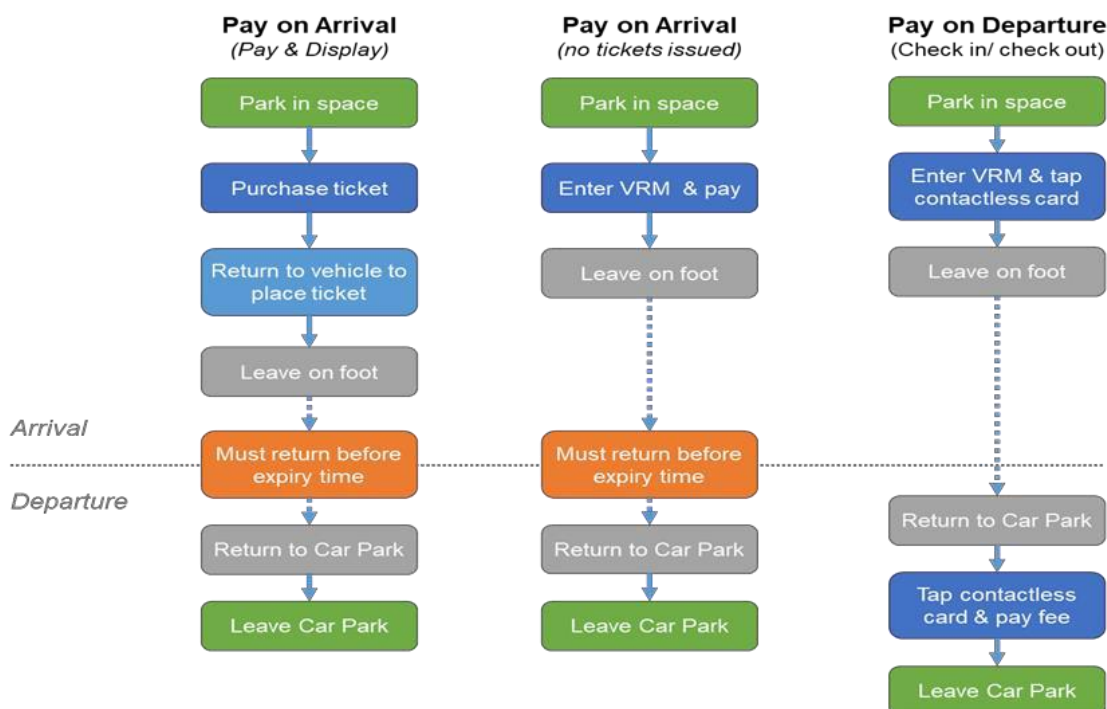 Pay on Arrival
(Pay & Display)
Park in space
Purchase ticket
Return to vehicle to
place ticket
Leave on foot
Must return before
expiry time
Return to Car Park
Leave Car Park
Pay on Arrival
(no tickets issued)
Park in space
Enter VRM & pay
Leave on foot
Must return before
expiry time
Return to Car Park
Leave Car Park
Pay on Departure
(Check in/ check out)
Park in space
Enter VRM & tap
contactless card
Leave on foot
Return to Car Park
Tap contactless
card & pay fee
Leave Car Park
Arrival
Departure